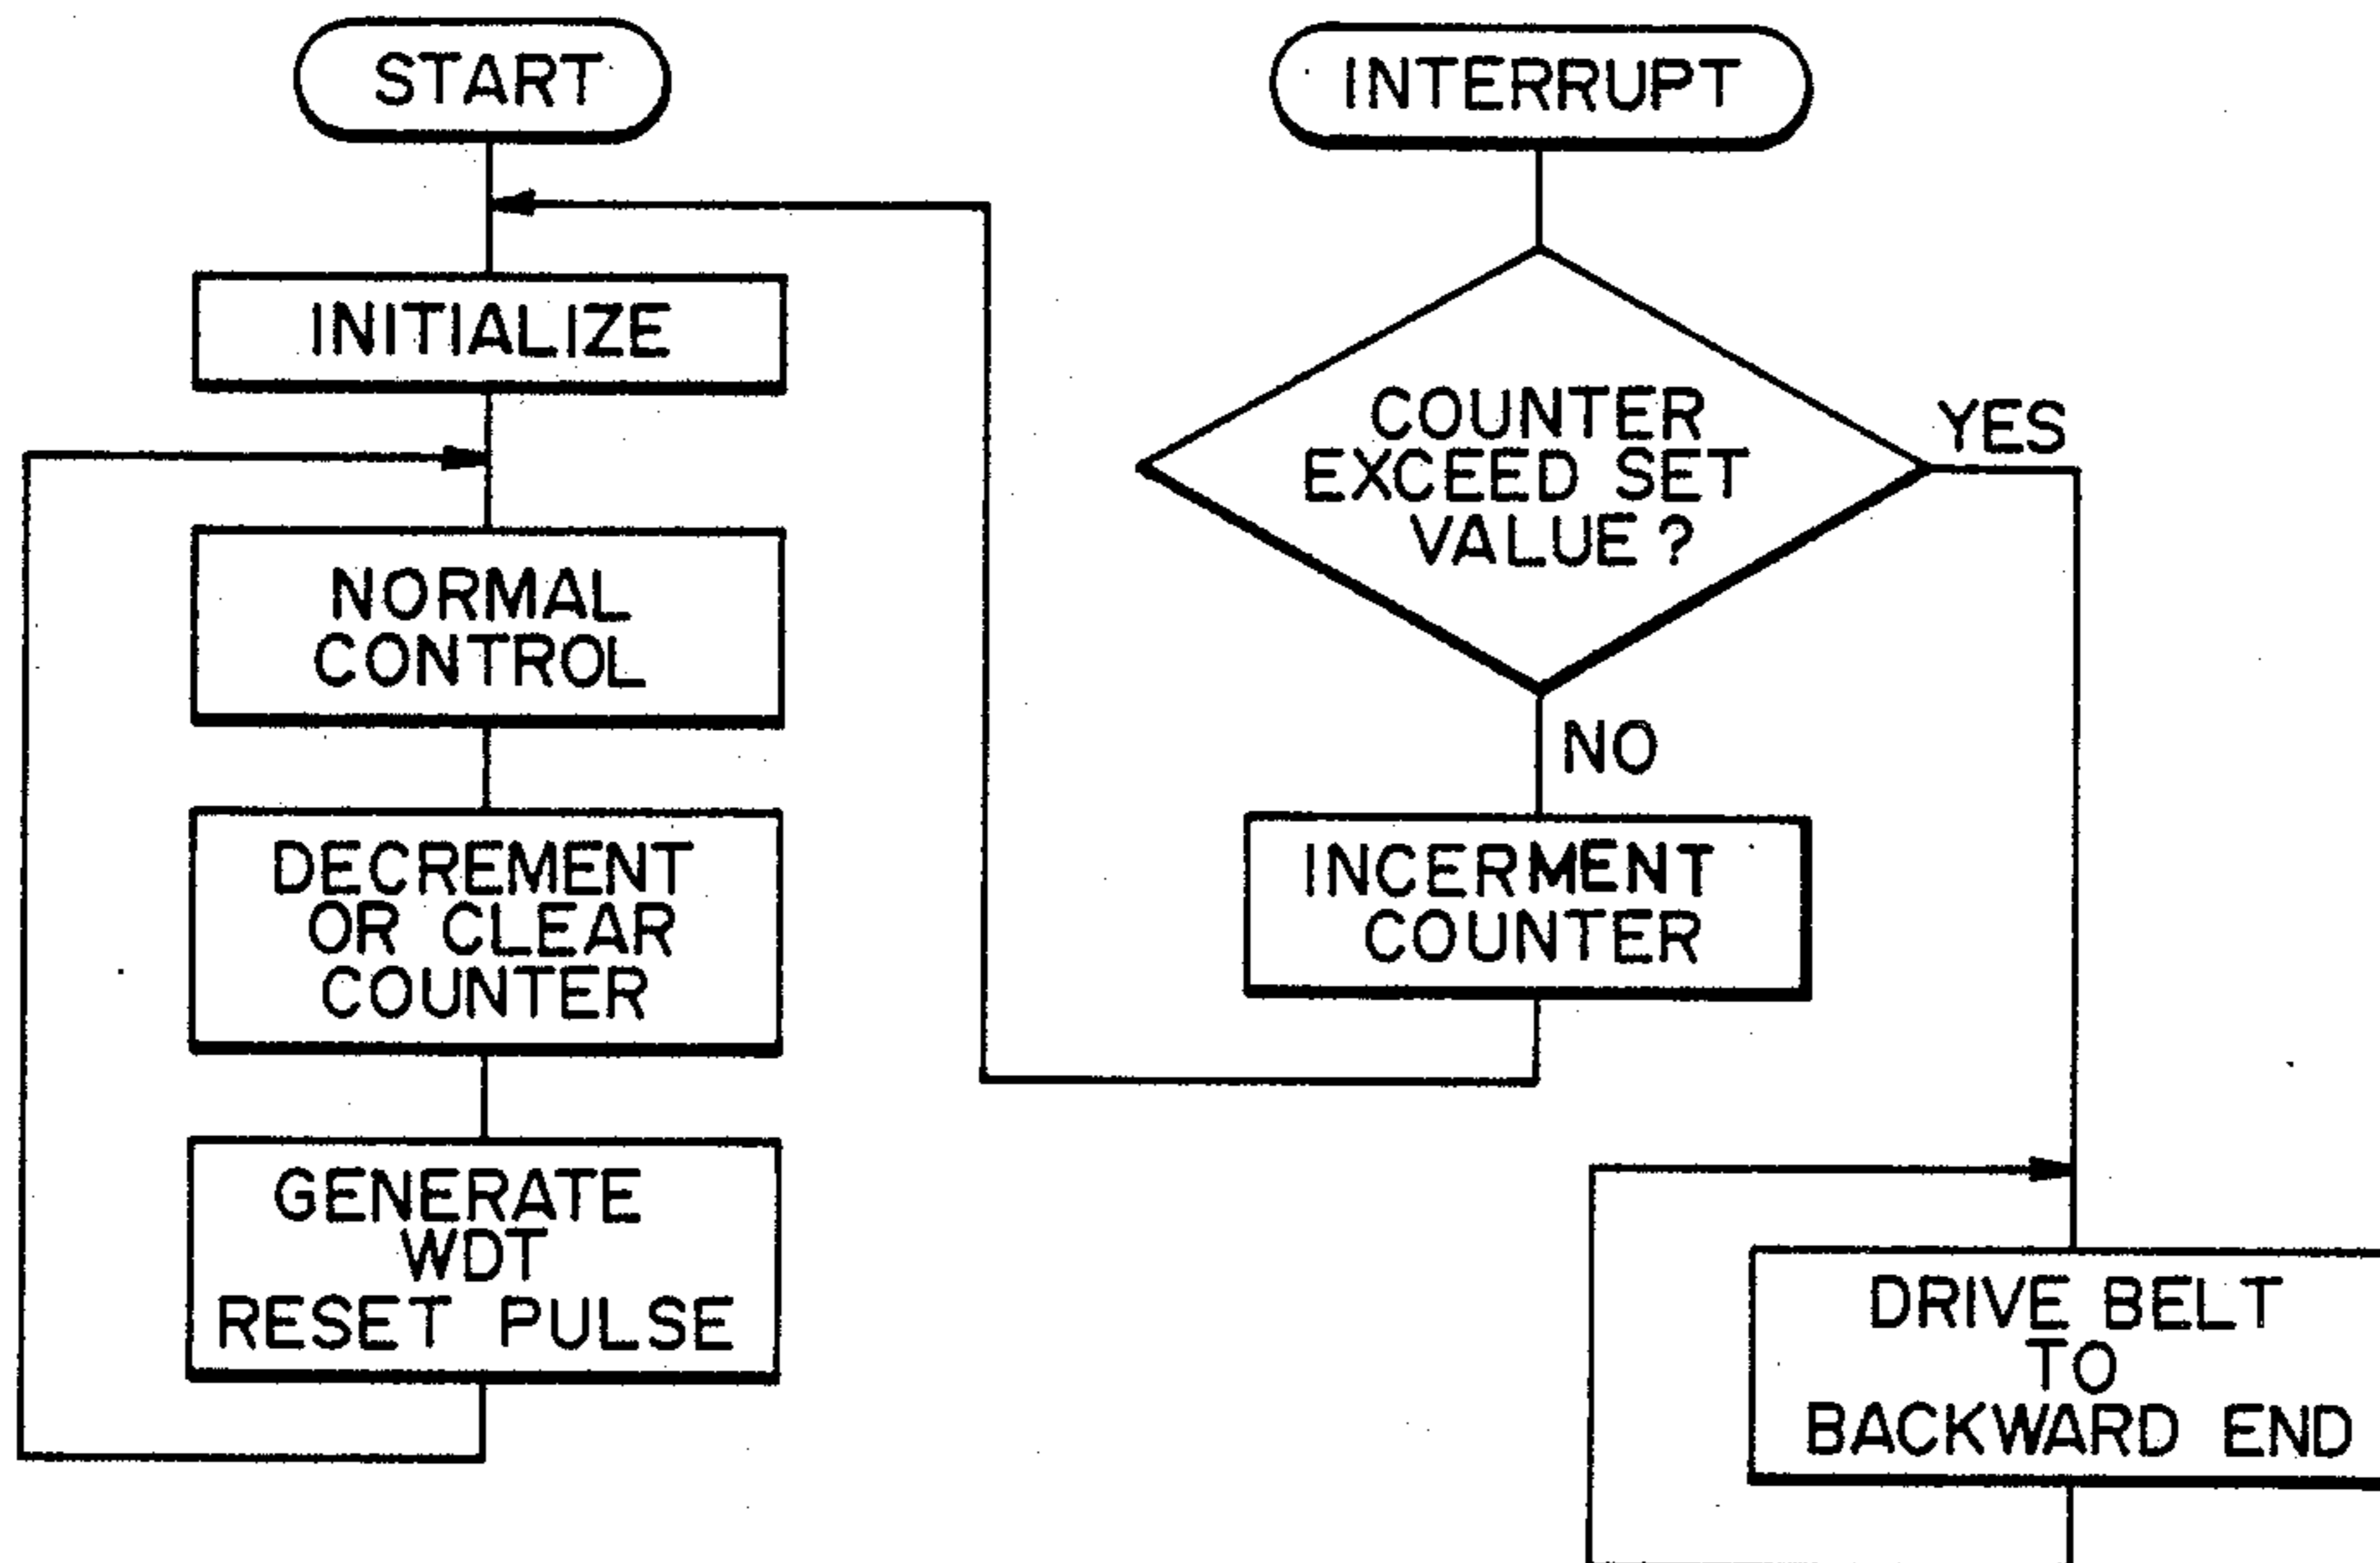 START
INITIALIZE
NORMAL
CONTROL
DECREMENT
OR CLEAR
COUNTER
GENERATE
WDT
RESET PULSE
INTERRUPT
COUNTER
EXCEED SET
VALUE?
YES
NO
INCERMENT
COUNTER
DRIVE BELT
TO
BACKWARD END